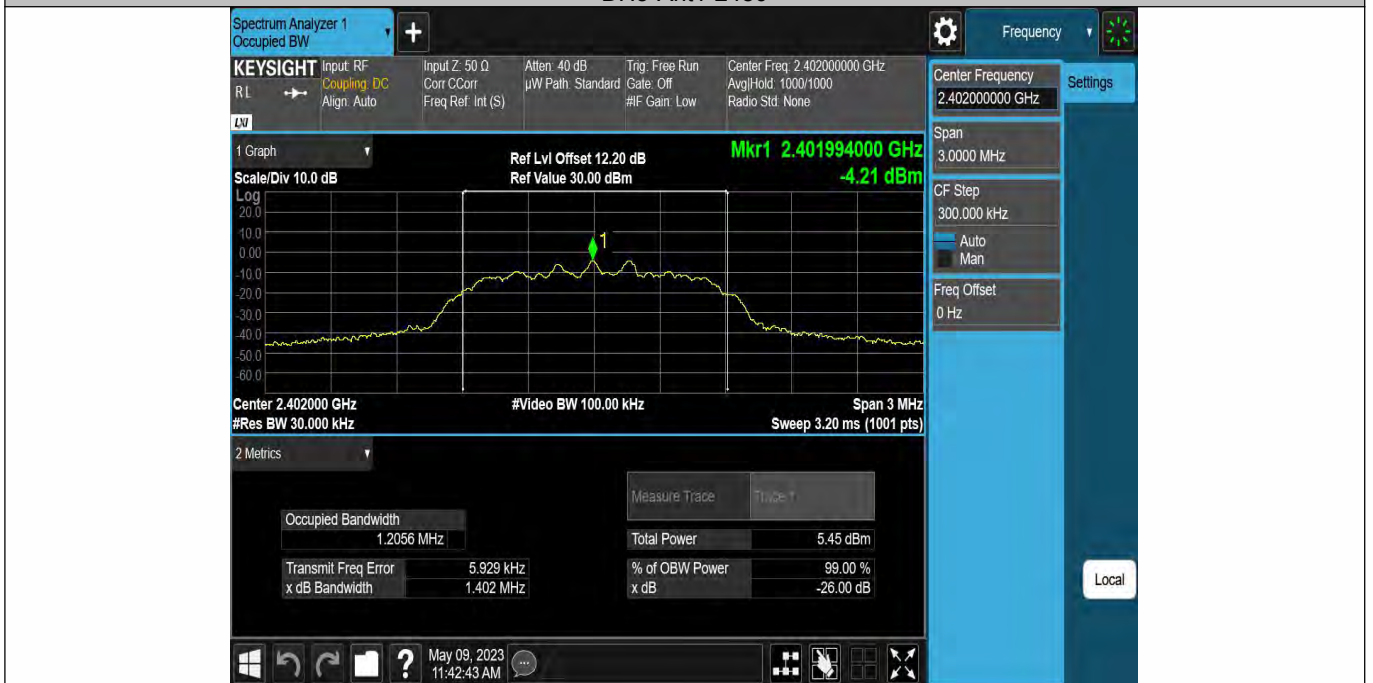 Spectrum Analyzer 1
Occupied BW
Frequency
KEYSIGHT
RL
LXI
Input: RF
Coupling: DC
Align: Auto
Input Z: 50 Ω
Corr CCorr
Freq Ref: Int (S)
Atten: 40 dB
µW Path: Standard
Trig: Free Run
Gate: Off
#IF Gain: Low
Center Freq: 2.402000000 GHz
Avg|Hold: 1000/1000
Radio Std: None
Center Frequency
2.402000000 GHz
Settings
Span
3.0000 MHz
CF Step
300.000 kHz
Auto
Man
Freq Offset
0 Hz
1 Graph
Scale/Div 10.0 dB
Ref Lvl Offset 12.20 dB
Ref Value 30.00 dBm
Mkr1 2.401994000 GHz
-4.21 dBm
Log
20.0
10.0
0.00
-10.0
-20.0
-30.0
-40.0
-50.0
-60.0
1
Center 2.402000 GHz
#Res BW 30.000 kHz
#Video BW 100.00 kHz
Span 3 MHz
Sweep 3.20 ms (1001 pts)
2 Metrics
Measure Trace
Trace 1
Occupied Bandwidth
1.2056 MHz
Total Power 5.45 dBm
Transmit Freq Error 5.929 kHz
% of OBW Power 99.00 %
x dB Bandwidth 1.402 MHz
x dB -26.00 dB
Local
?
May 09, 2023
11:42:43 AM